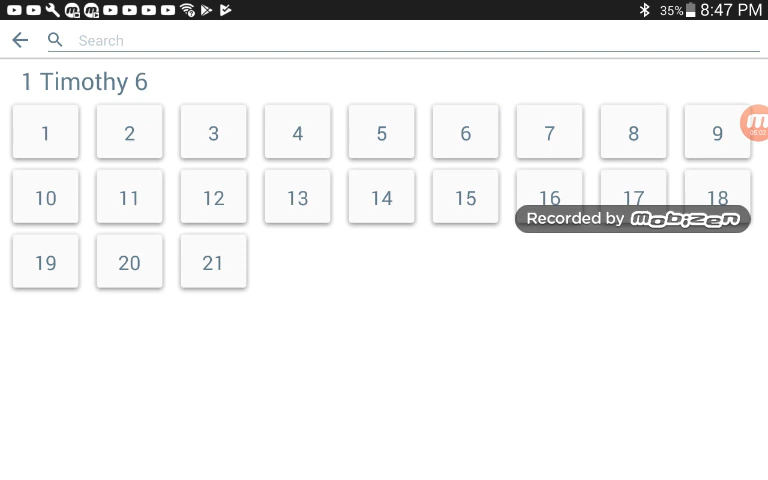 35% 8:47 PM
Search
1 Timothy 6
1 2 3 4 5 6 7 8 9
10 11 12 13 14 15 16 17 18
Recorded by mobizen
19 20 21